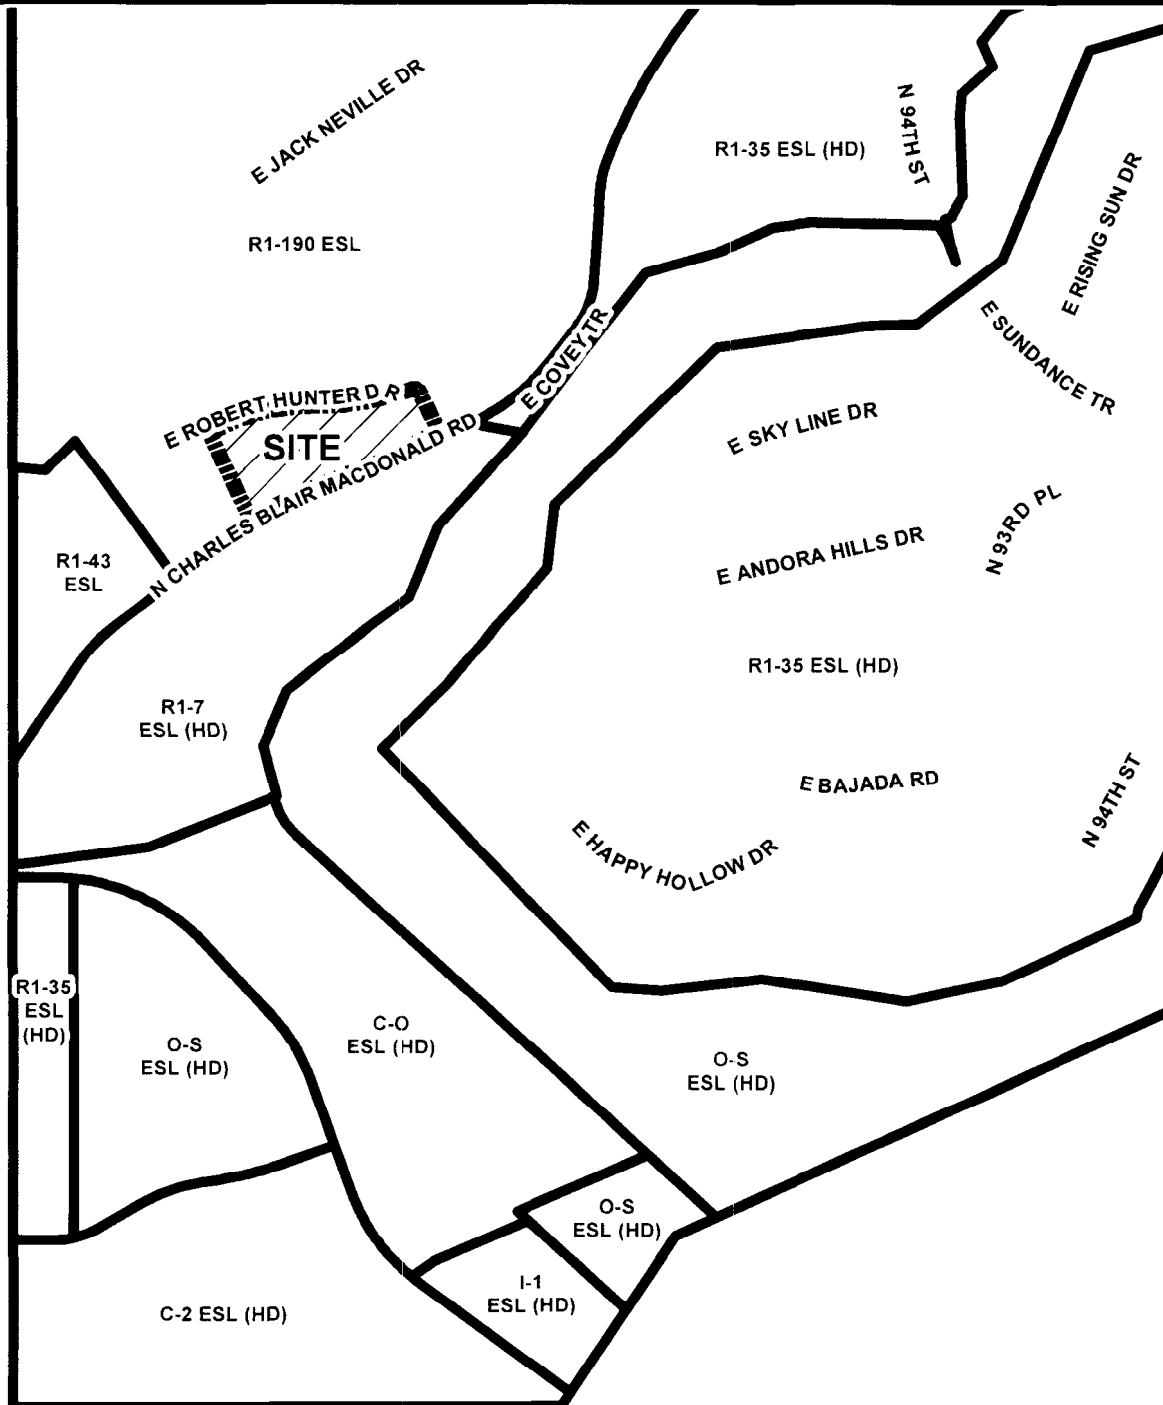 E JACK NEVILLE DR
N 94TH ST
R1-35 ESL (HD)
E RISING SUN DR
R1-190 ESL
E SUNDANCE TR
E COVEY TR
E ROBERT HUNTER DR
SITE
E SKY LINE DR
N CHARLES BLAIR MACDONALD RD
N 93RD PL
E ANDORA HILLS DR
R1-43
ESL
R1-35 ESL (HD)
R1-7
ESL (HD)
E BAJADA RD
N 94TH ST
E HAPPY HOLLOW DR
R1-35
ESL
(HD)
O-S
ESL (HD)
C-O
ESL (HD)
O-S
ESL (HD)
O-S
ESL (HD)
I-1
ESL (HD)
C-2 ESL (HD)